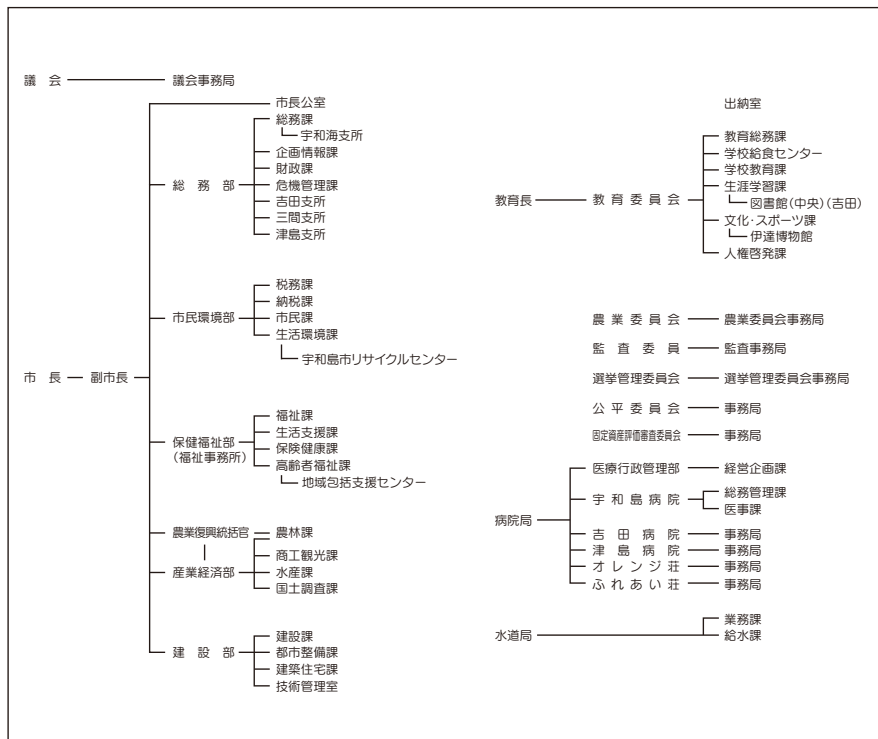 議 会 議会事務局
市長公室
総務課
宇和海支所
企画情報課
財政課
総 務 部 危機管理課
吉田支所
三間支所
津島支所
税務課
納税課
市民環境部 市民課
生活環境課
宇和島市リサイクルセンター
市 長 副市長
福祉課
生活支援課
保健福祉部 保険健康課
(福祉事務所) 高齢者福祉課
地域包括支援センター
農業復興統括官 農林課
商工観光課
産業経済部 水産課
国土調査課
建設課
建 設 部 都市整備課
建築住宅課
技術管理室
出納室
教育総務課
学校給食センター
学校教育課
教育長 教 育 委 員 会 生涯学習課
図書館(中央)(吉田)
文化・スポーツ課
伊達博物館
人権啓発課
農 業 委 員 会 農業委員会事務局
監 査 委 員 監査事務局
選挙管理委員会 選挙管理委員会事務局
公 平 委 員 会 事務局
固定資産評価審査委員会 事務局
医療行政管理部 経営企画課
総務管理課
宇 和 島 病 院
医事課
病院局
吉 田 病 院 事務局
津 島 病 院 事務局
オ レ ン ジ 荘 事務局
ふ れ あ い 荘 事務局
業務課
水道局 給水課